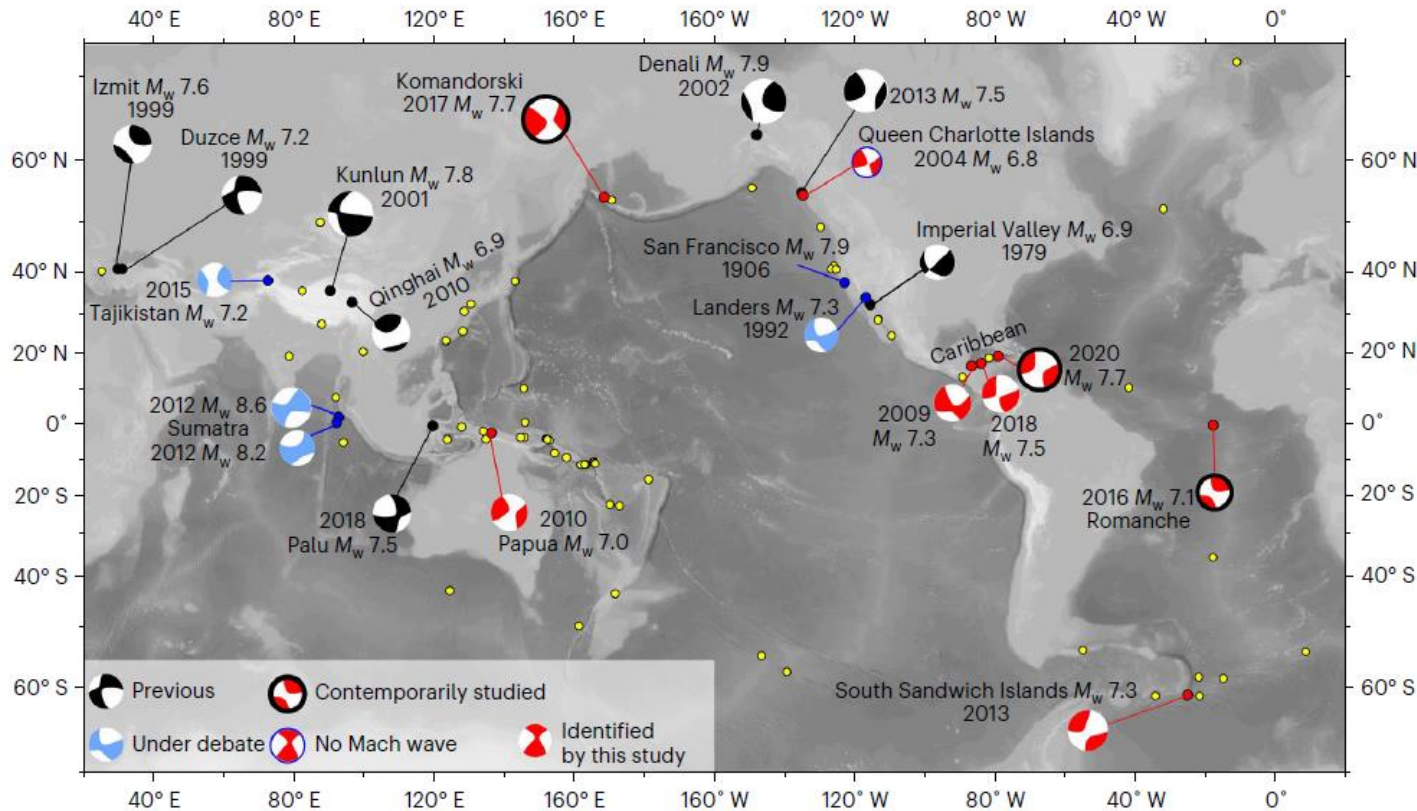 40° E 80° E 120° E 160° E 160° W 120° W 80° W 40° W 0°
Izmit Mw 7.6
1999
Duzce Mw 7.2
1999
Kunlun Mw 7.8
2001
Komandorski
2017 Mw 7.7
Denali Mw 7.9
2002
2013 Mw 7.5
Queen Charlotte Islands
2004 Mw 6.8
60° N
60° N
Imperial Valley Mw 6.9
1979
San Francisco Mw 7.9
1906
Qinghai Mw 6.9
2010
40° N
40° N
2015
Tajikistan Mw 7.2
Landers Mw 7.3
1992
Caribbean
20° N
20° N
2020
Mw 7.7
2009
Mw 7.3
2018
Mw 7.5
2012 Mw 8.6
Sumatra
2012 Mw 8.2
0°
0°
20° S
20° S
2018
Palu Mw 7.5
2010
Papua Mw 7.0
2016 Mw 7.1
Romanche
40° S
40° S
60° S
60° S
South Sandwich Islands Mw 7.3
2013
Previous
Contemporarily studied
Under debate
No Mach wave
Identified
by this study
40° E 80° E 120° E 160° E 160° W 120° W 80° W 40° W 0°